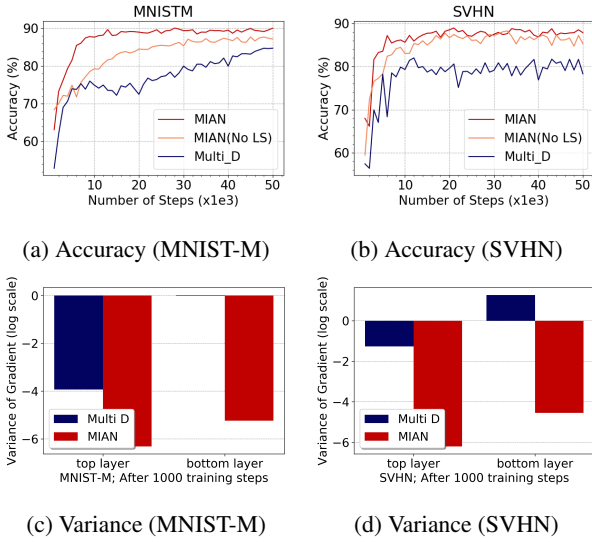 MNISTM
90
80
70
60
Accuracy (%)
MIAN
MIAN(No LS)
Multi_D
10 20 30 40 50
Number of Steps (x1e3)
(a) Accuracy (MNIST-M)
SVHN
90
80
70
60
Accuracy (%)
MIAN
MIAN(No LS)
Multi_D
10 20 30 40 50
Number of Steps (x1e3)
(b) Accuracy (SVHN)
0
−2
−4
−6
Variance of Gradient (log scale)
Multi D
MIAN
top layer bottom layer
MNIST-M; After 1000 training steps
(c) Variance (MNIST-M)
0
−2
−4
−6
Variance of Gradient (log scale)
Multi D
MIAN
top layer bottom layer
SVHN; After 1000 training steps
(d) Variance (SVHN)